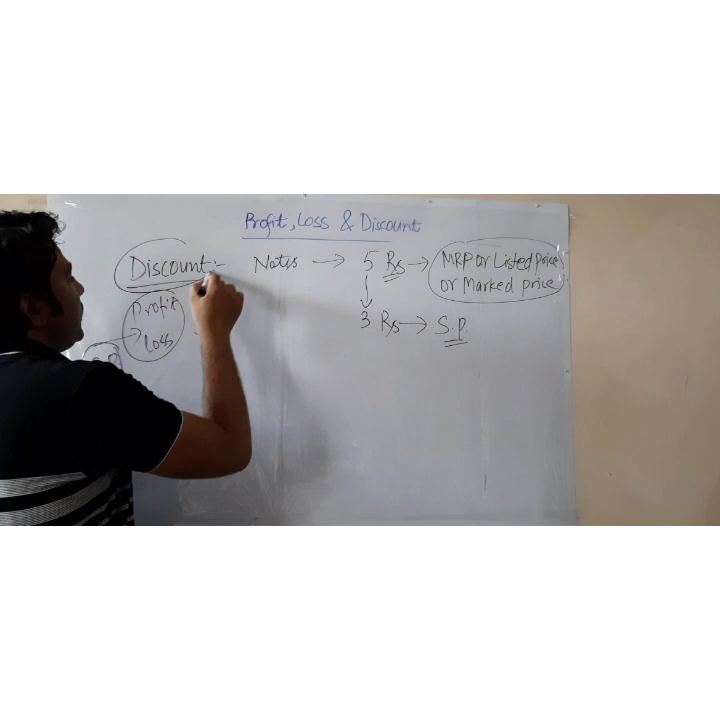 Profit, Loss & Discount
Discount :- Notes → 5 Rs → MRP or Listed Price
or Marked price
Profit
Loss
3 Rs → S.P.